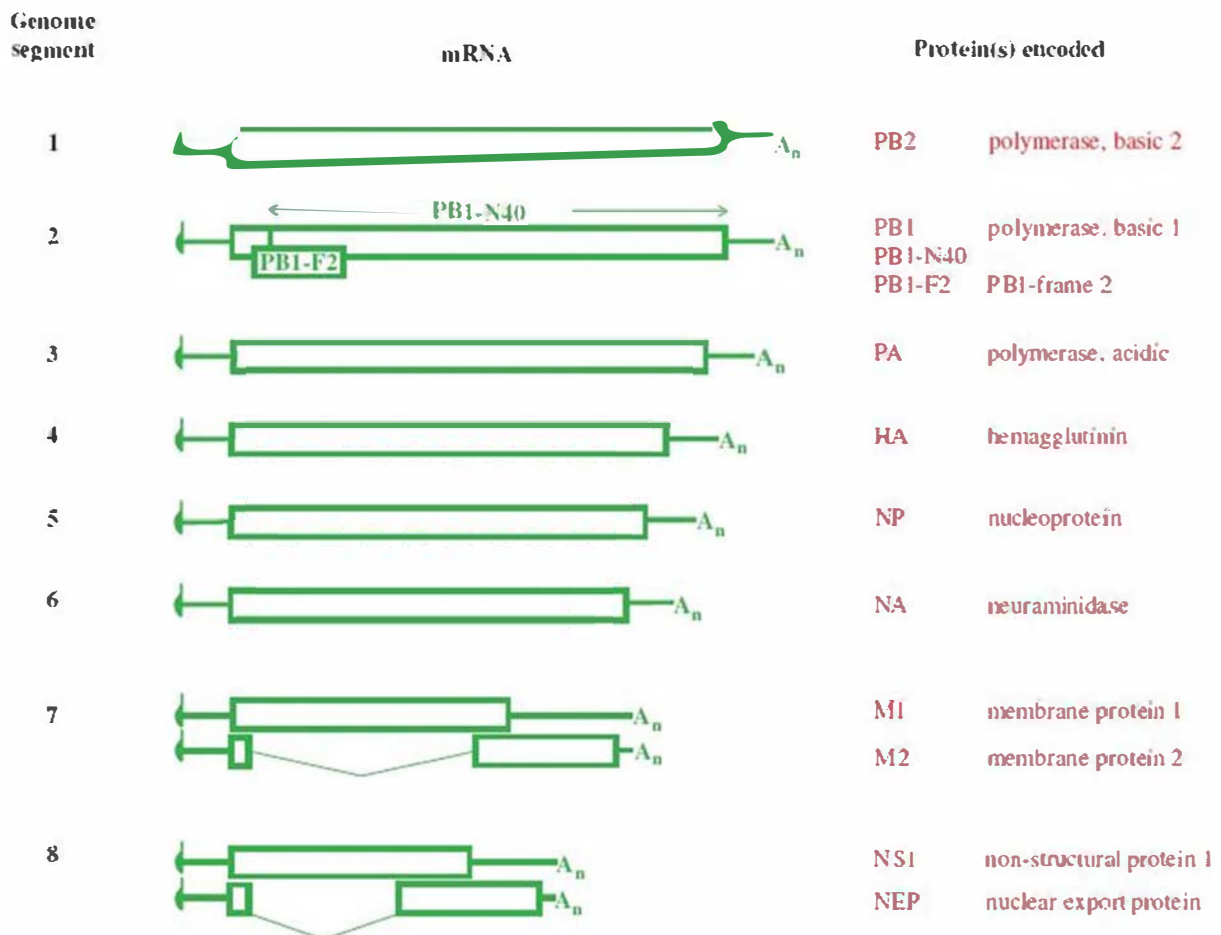 Genome
segment
mRNA
Protein(s) encoded
1
An
PB2 polymerase, basic 2
PB1-N40
2
An
PB1-F2
PB1 polymerase, basic 1
PB1-N40
PB1-F2 PB1-frame 2
3
An
PA polymerase, acidic
4
An
HA hemagglutinin
5
An
NP nucleoprotein
6
An
NA neuraminidase
7
An
M1 membrane protein 1
An
M2 membrane protein 2
8
An
NS1 non-structural protein 1
An
NEP nuclear export protein